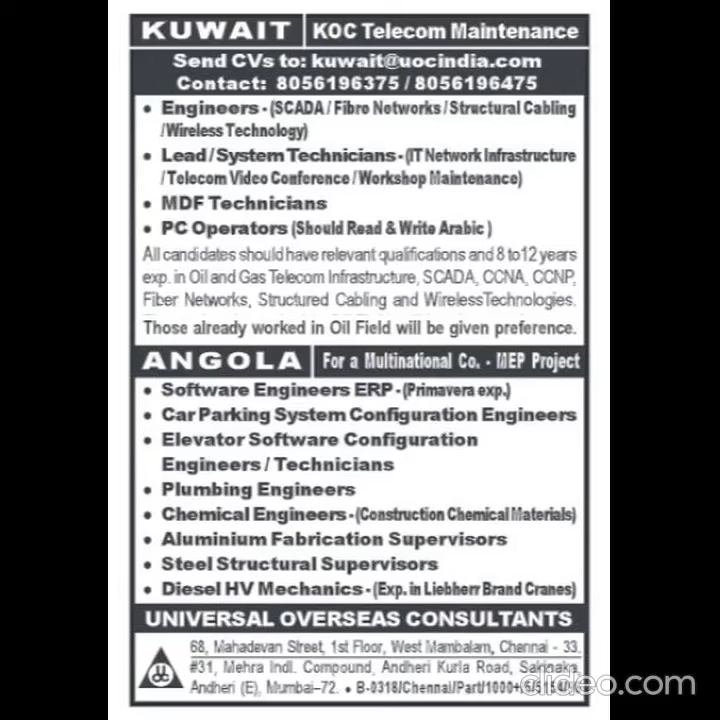 KUWAIT KOC Telecom Maintenance
Send CVs to: kuwait@uocindia.com
Contact: 8056196375 / 8056196475
• Engineers - (SCADA / Fibro Networks / Structural Cabling
/ Wireless Technology)
• Lead / System Technicians - (IT Network Infrastructure
/ Telecom Video Conference / Workshop Maintenance)
• MDF Technicians
• PC Operators (Should Read & Write Arabic )
All candidates should have relevant qualifications and 8 to 12 years
exp. in Oil and Gas Telecom Infrastructure, SCADA, CCNA, CCNP,
Fiber Networks, Structured Cabling and Wireless Technologies.
Those already worked in Oil Field will be given preference.
ANGOLA For a Multinational Co. - MEP Project
• Software Engineers ERP - (Primavera exp.)
• Car Parking System Configuration Engineers
• Elevator Software Configuration
Engineers / Technicians
• Plumbing Engineers
• Chemical Engineers - (Construction Chemical Materials)
• Aluminium Fabrication Supervisors
• Steel Structural Supervisors
• Diesel HV Mechanics - (Exp. in Liebherr Brand Cranes)
UNIVERSAL OVERSEAS CONSULTANTS
68, Mahadevan Street, 1st Floor, West Mambalam, Chennai - 33.
#31, Mehra Indl. Compound, Andheri Kurla Road, Sakinaka,
Andheri (E), Mumbai–72. • B-0318/Chennai/Part/1000+/5/
dideo.com